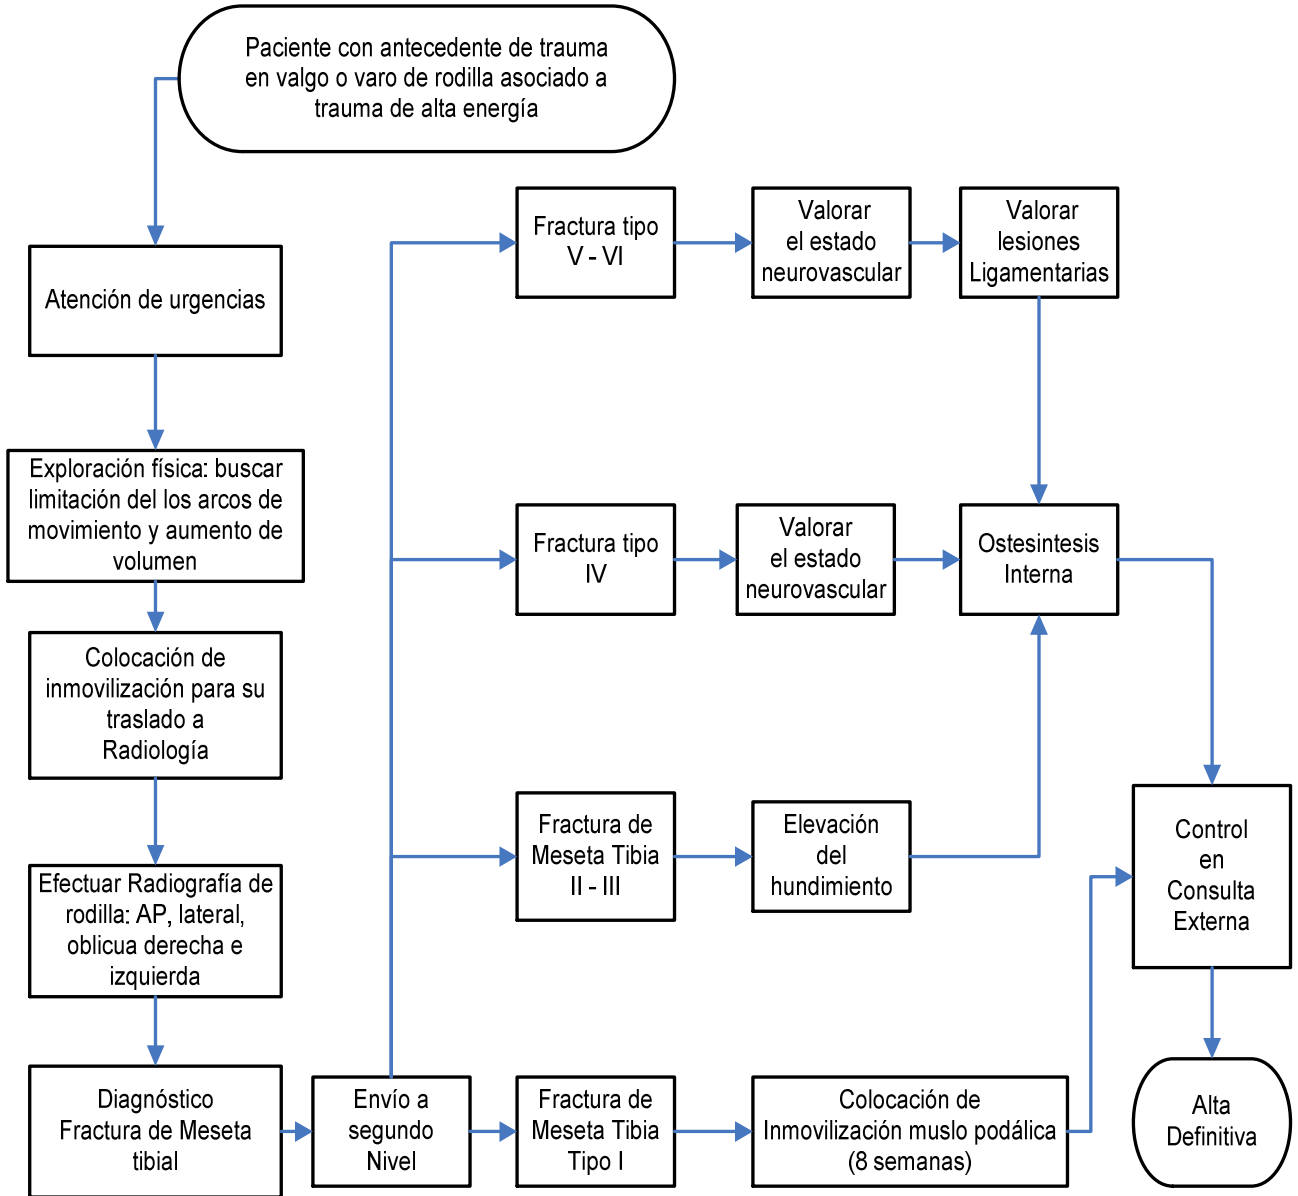 Paciente con antecedente de trauma
en valgo o varo de rodilla asociado a
trauma de alta energía
Atención de urgencias
Exploración física: buscar
limitación del los arcos de
movimiento y aumento de
volumen
Colocación de
inmovilización para su
traslado a
Radiología
Efectuar Radiografía de
rodilla: AP, lateral,
oblicua derecha e
izquierda
Diagnóstico
Fractura de Meseta
tibial
Envío a
segundo
Nivel
Fractura tipo
V - VI
Valorar
el estado
neurovascular
Valorar
lesiones
Ligamentarias
Fractura tipo
IV
Valorar
el estado
neurovascular
Ostesintesis
Interna
Fractura de
Meseta Tibia
II - III
Elevación
del
hundimiento
Fractura de
Meseta Tibia
Tipo I
Colocación de
Inmovilización muslo podálica
(8 semanas)
Control
en
Consulta
Externa
Alta
Definitiva